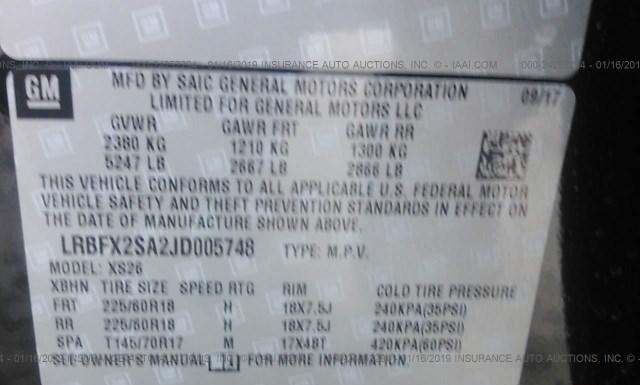 01/16/2019 INSURANCE AUTO AUCTIONS, INC. © - IAAI.COM
GM
MFD BY SAIC GENERAL MOTORS CORPORATION
LIMITED FOR GENERAL MOTORS LLC
09/17
GVWR GAWR FRT GAWR RR
2380 KG 1210 KG 1300 KG
5247 LB 2667 LB 2866 LB
THIS VEHICLE CONFORMS TO ALL APPLICABLE U.S. FEDERAL MOTOR
VEHICLE SAFETY AND THEFT PREVENTION STANDARDS IN EFFECT ON
THE DATE OF MANUFACTURE SHOWN ABOVE.
LRBFX2SA2JD005748 TYPE: M.P.V.
MODEL: XS26
XBHN TIRE SIZE SPEED RTG RIM COLD TIRE PRESSURE
FRT 225/60R18 H 18X7.5J 240KPA(35PSI)
RR 225/60R18 H 18X7.5J 240KPA(35PSI)
SPA T145/70R17 M 17X4BT 420KPA(60PSI)
SEE OWNERS MANUAL FOR MORE INFORMATION.